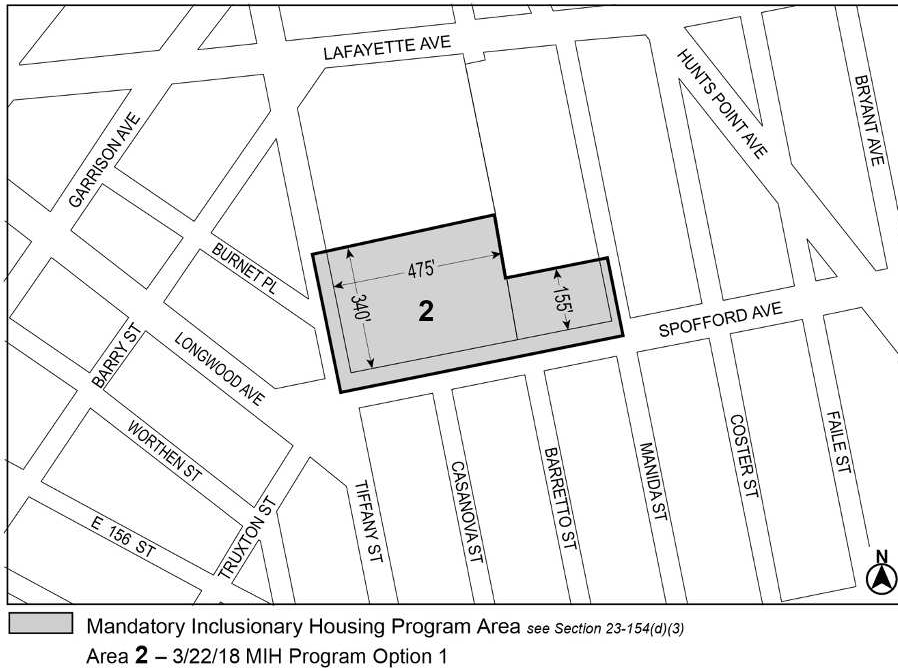 LAFAYETTE AVE
HUNTS POINT AVE
BRYANT AVE
GARRISON AVE
BURNET PL
475'
340'
2
155'
SPOFFORD AVE
BARRY ST
LONGWOOD AVE
WORTHEN ST
E 156 ST
TRUXTON ST
TIFFANY ST
CASANOVA ST
BARRETTO ST
MANIDA ST
COSTER ST
FAILE ST
N
Mandatory Inclusionary Housing Program Area see Section 23-154(d)(3)
Area 2 – 3/22/18 MIH Program Option 1